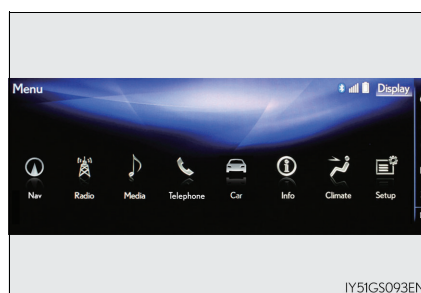 Menu Display
Nav Radio Media Telephone Car Info Climate Setup
IY51GS093EN